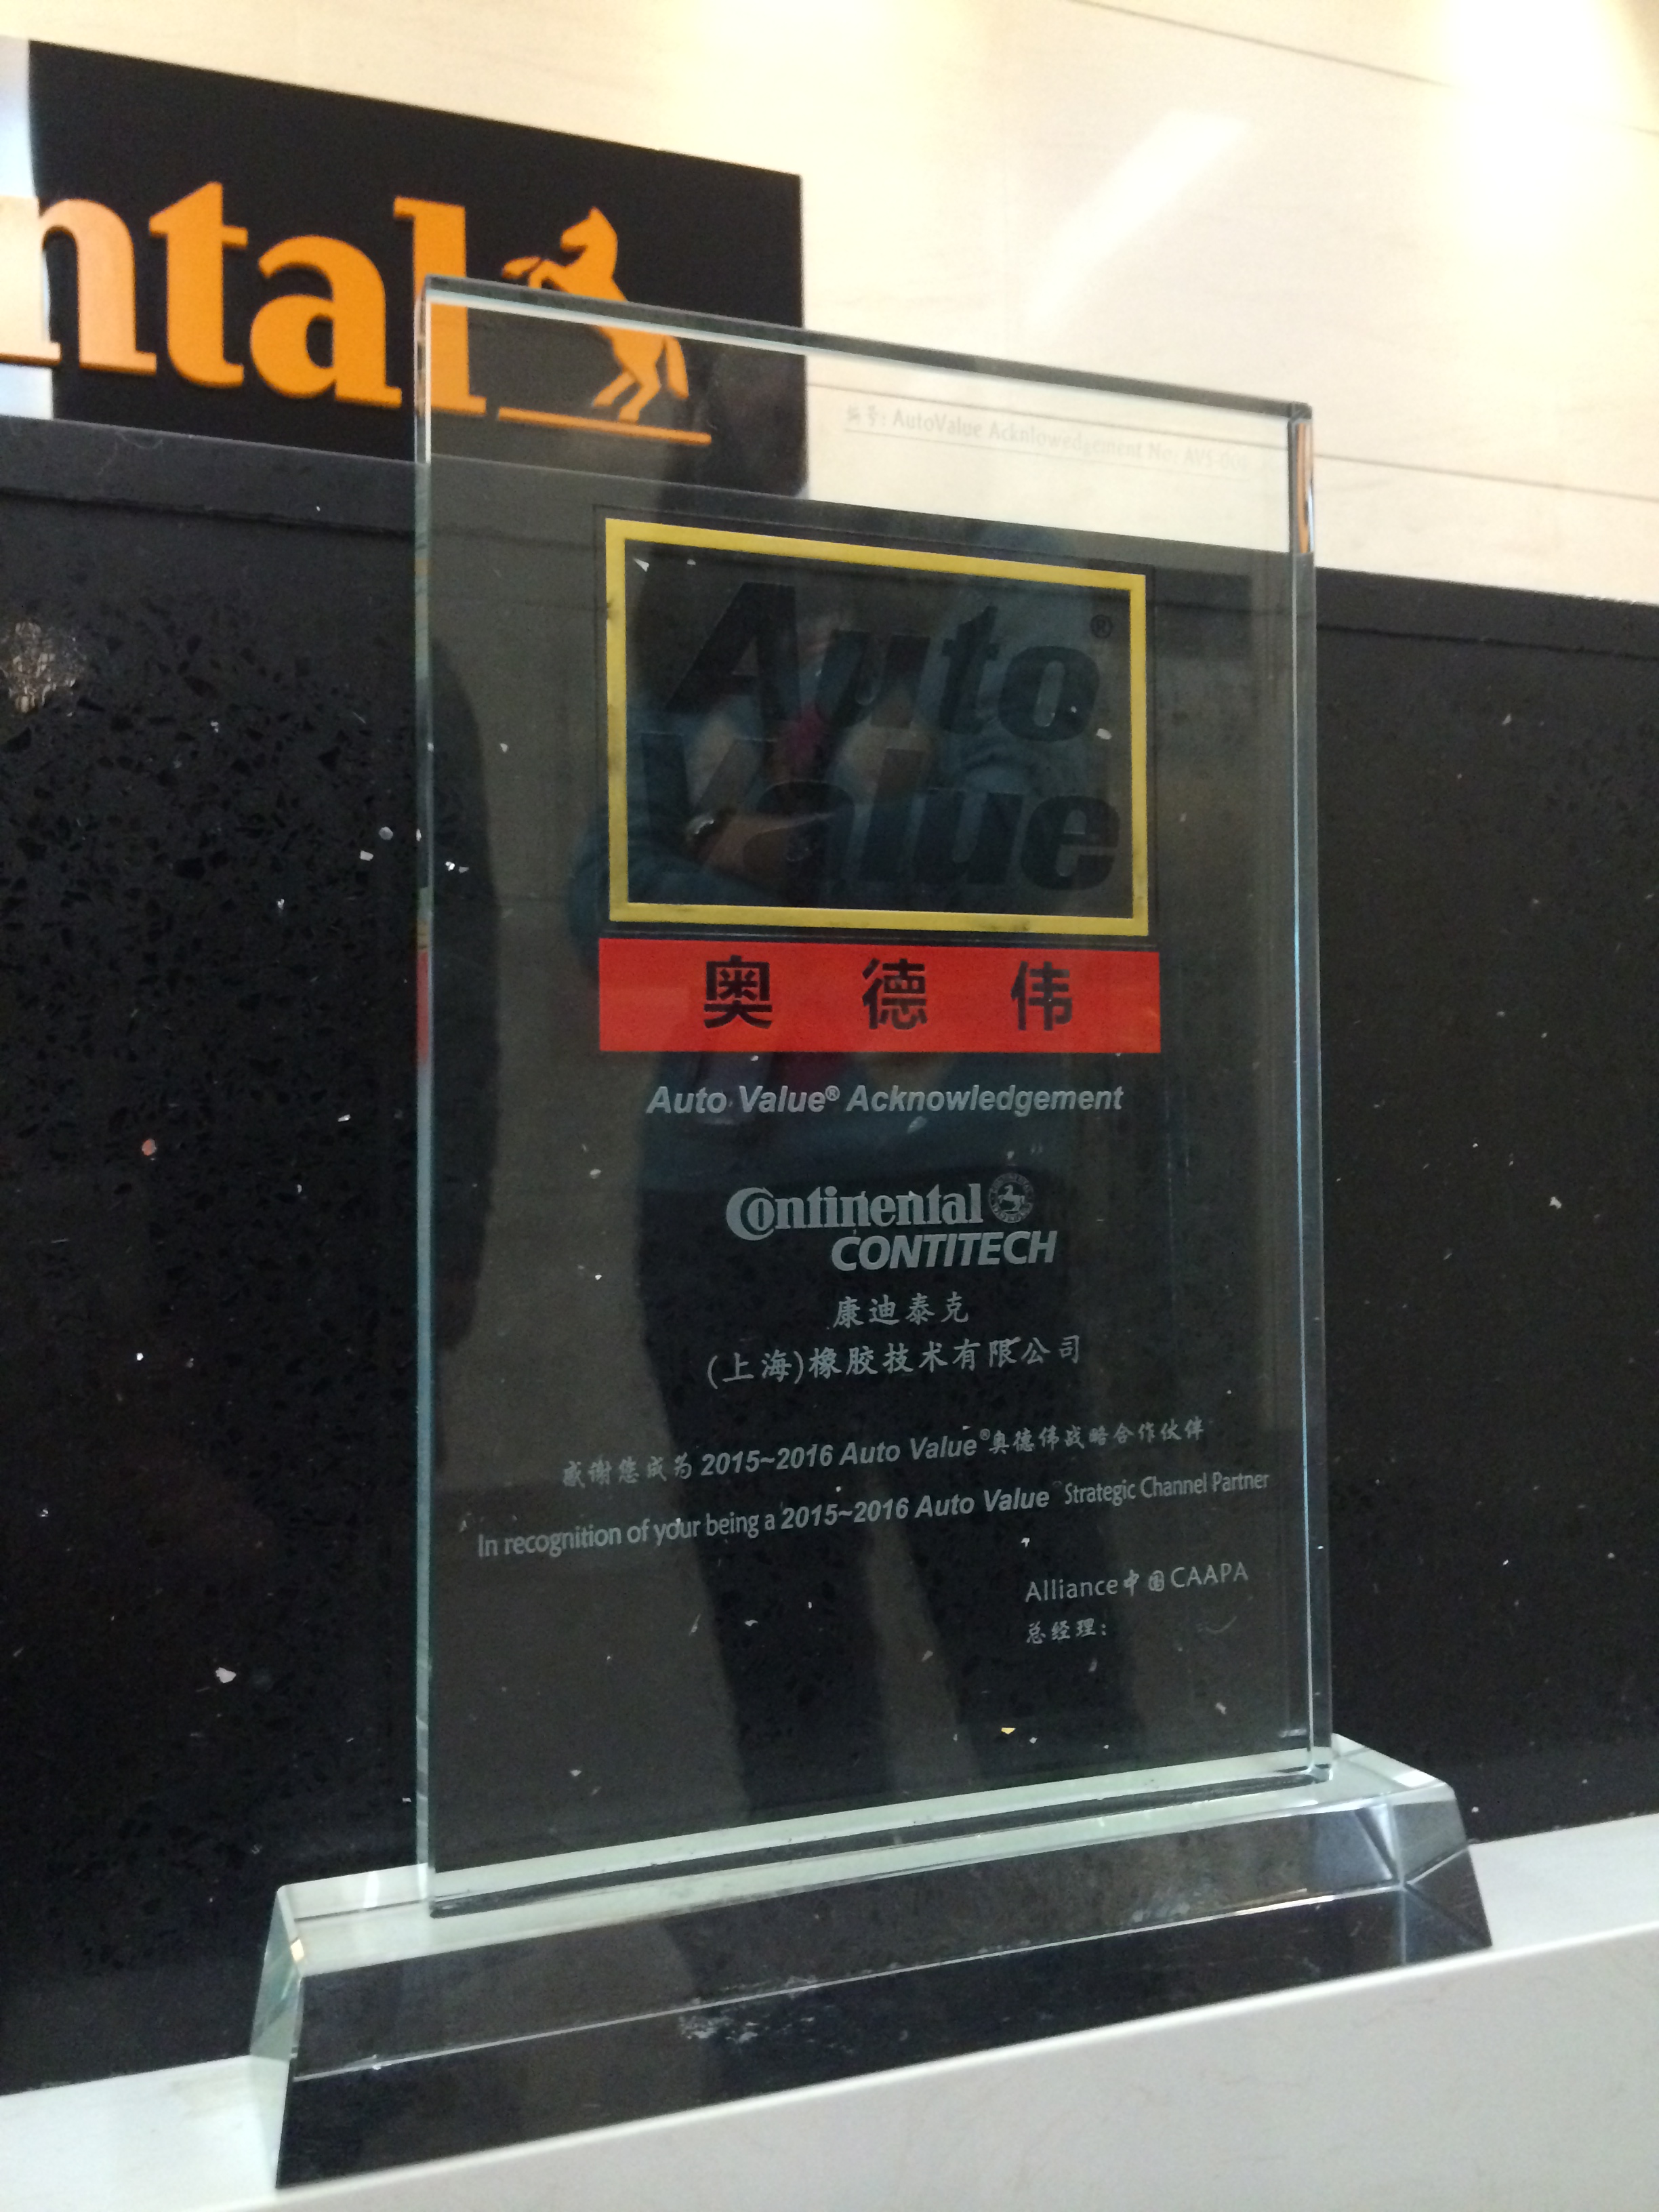 ntal
编号: AutoValue Acknlowedgement No: AVS-00
Auto®
Value
奥德伟
Auto Value® Acknowledgement
Continental
CONTITECH
康迪泰克
(上海)橡胶技术有限公司
感谢您成为2015~2016 Auto Value®奥德伟战略合作伙伴
In recognition of your being a 2015~2016 Auto Value® Strategic Channel Partner
Alliance中国CAAPA
总经理: